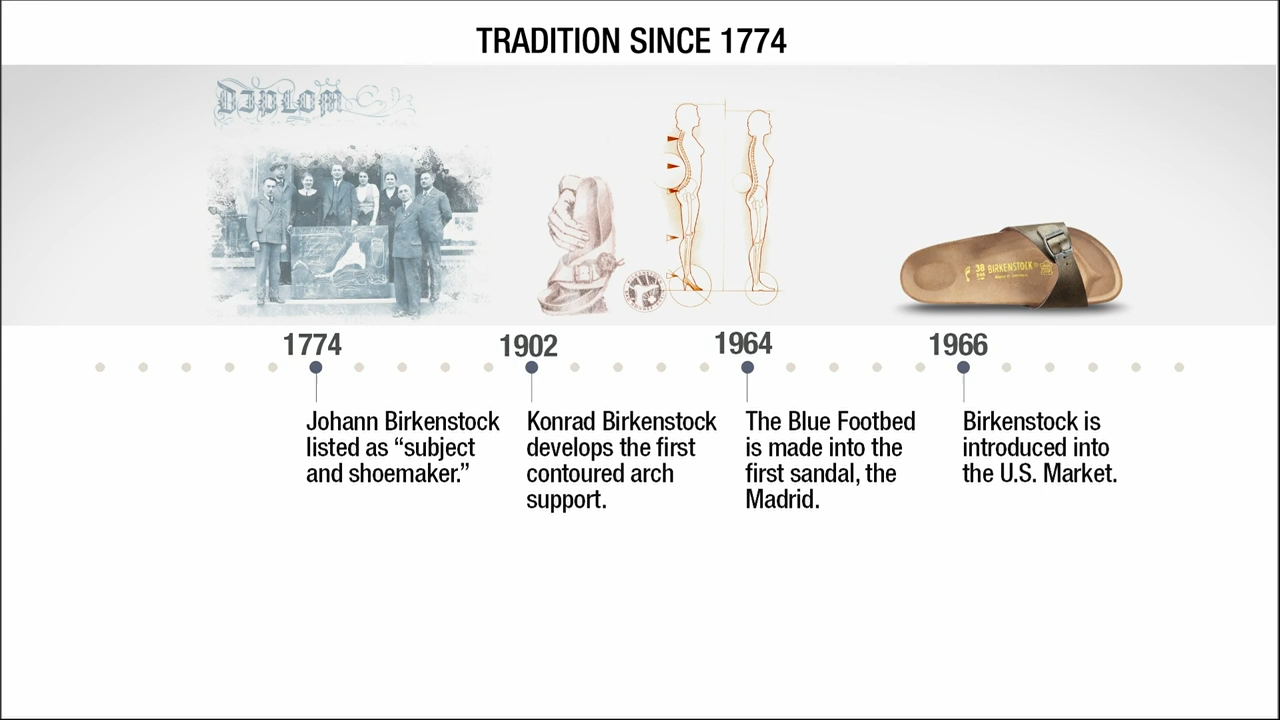 TRADITION SINCE 1774
Diplom
38
BIRKENSTOCK
1774
1902
1964
1966
Johann Birkenstock
listed as “subject
and shoemaker.”
Konrad Birkenstock
develops the first
contoured arch
support.
The Blue Footbed
is made into the
first sandal, the
Madrid.
Birkenstock is
introduced into
the U.S. Market.